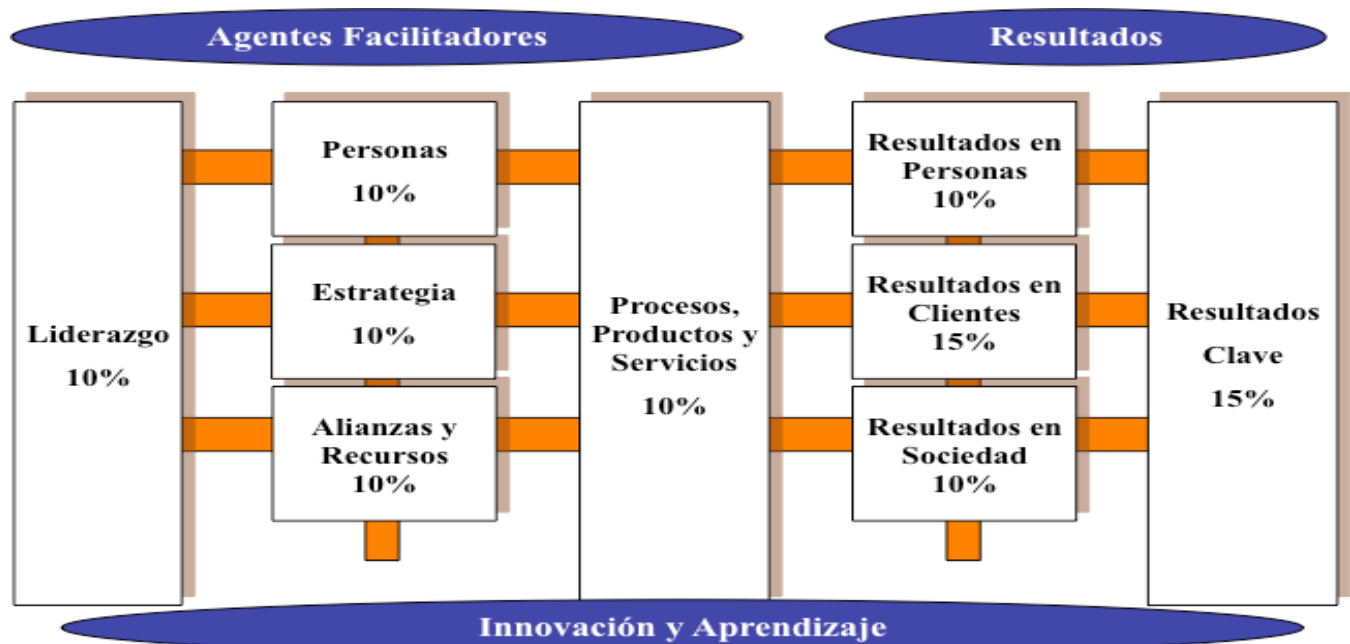 Agentes Facilitadores
Resultados
Liderazgo
10%
Personas
10%
Estrategia
10%
Alianzas y
Recursos
10%
Procesos,
Productos y
Servicios
10%
Resultados en
Personas
10%
Resultados en
Clientes
15%
Resultados en
Sociedad
10%
Resultados
Clave
15%
Innovación y Aprendizaje